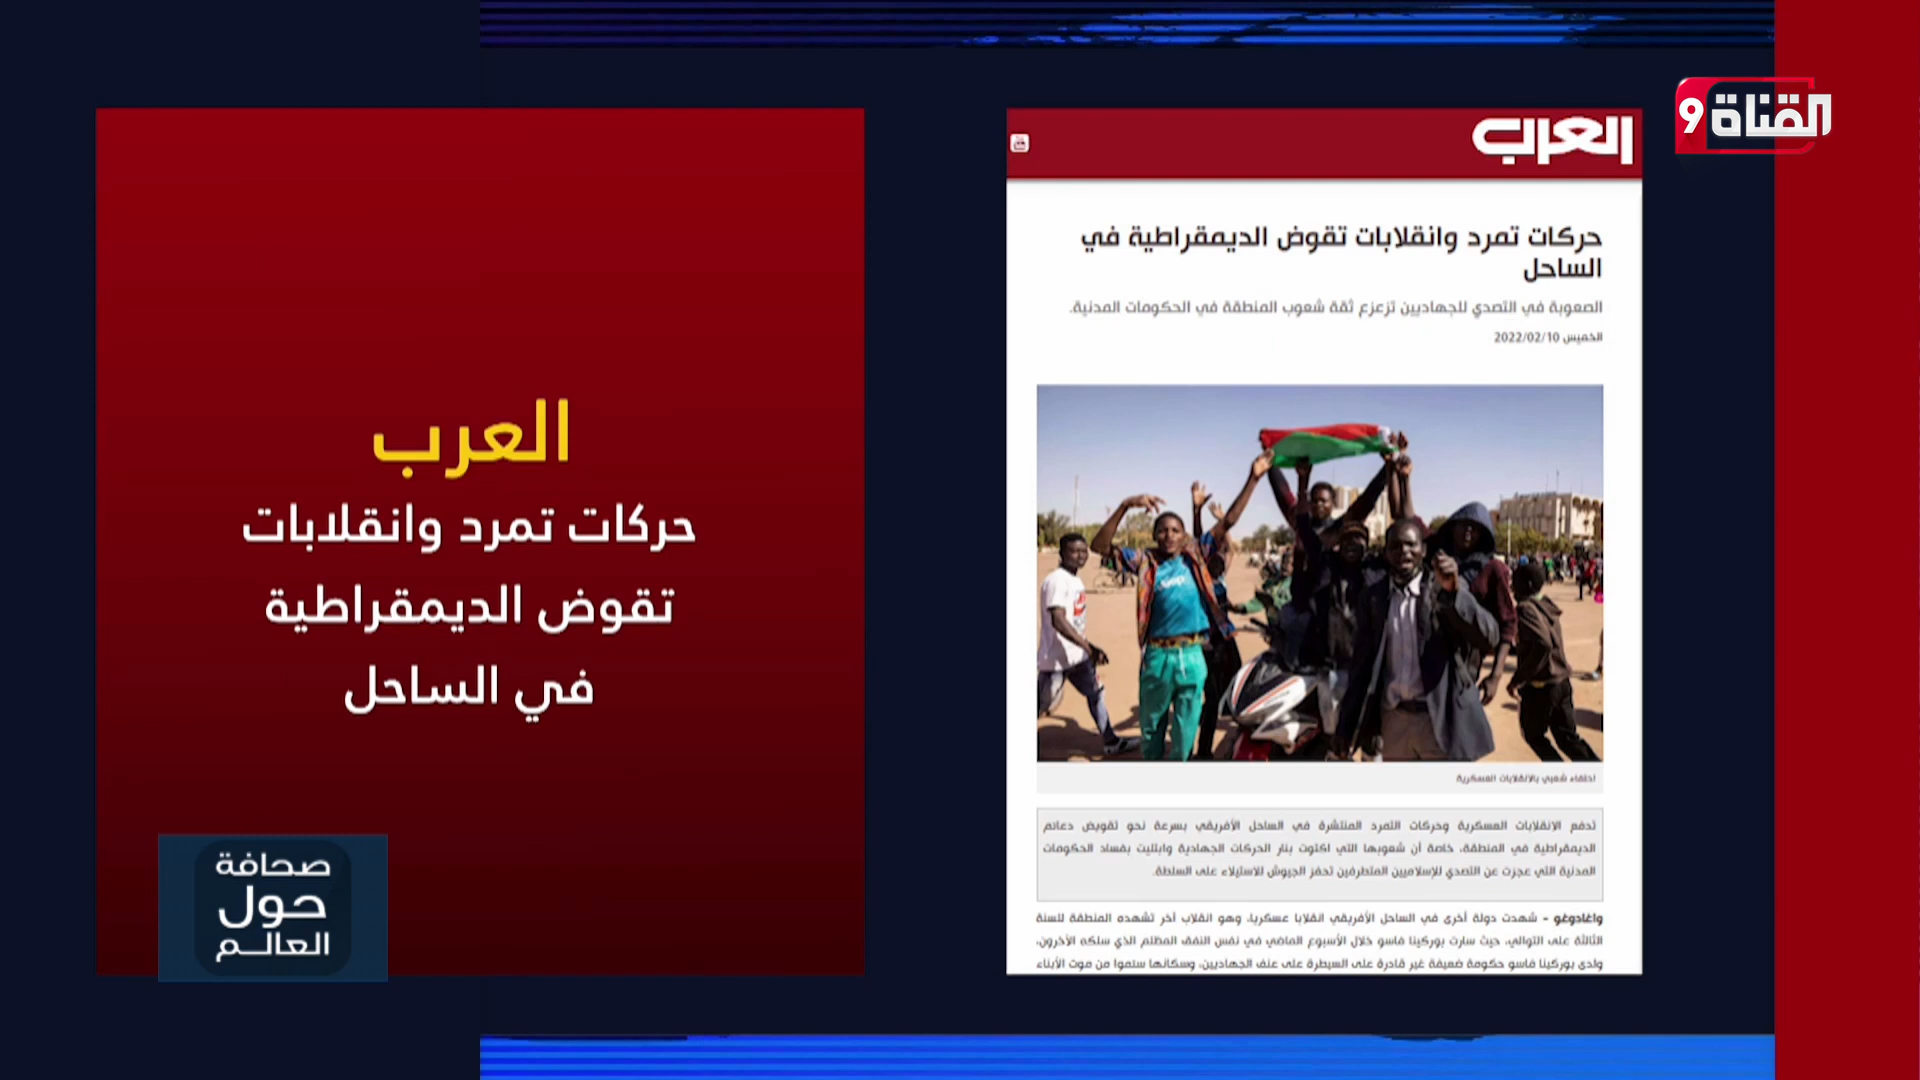 القناة 9
العرب
حركات تمرد وانقلابات تقوض الديمقراطية في
الساحل
الصعوبة في التصدي للجهاديين تزعزع ثقة شعوب المنطقة في الحكومات المدنية.
الخميس 2022/02/10
احتفاء شعبي بالانقلابات العسكرية
تدفع الانقلابات العسكرية وحركات التمرد المنتشرة في الساحل الأفريقي بسرعة نحو تقويض دعائم
الديمقراطية في المنطقة، خاصة أن شعوبها التي اكتوت بنار الحركات الجهادية وابتليت بفساد الحكومات
المدنية التي عجزت عن التصدي للإسلاميين المتطرفين تحفز الجيوش للاستيلاء على السلطة.
واغادوغو - شهدت دولة أخرى في الساحل الأفريقي انقلابا عسكريا، وهو انقلاب آخر تشهده المنطقة للسنة
الثالثة على التوالي، حيث سارت بوركينا فاسو خلال الأسبوع الماضي في نفس النفق المظلم الذي سلكه الآخرون،
ولدى بوركينا فاسو حكومة ضعيفة غير قادرة على السيطرة على عنف الجهاديين، وسكانها سئموا من موت الأبناء
العرب
حركات تمرد وانقلابات
تقوض الديمقراطية
في الساحل
صحافة
حول
العالم